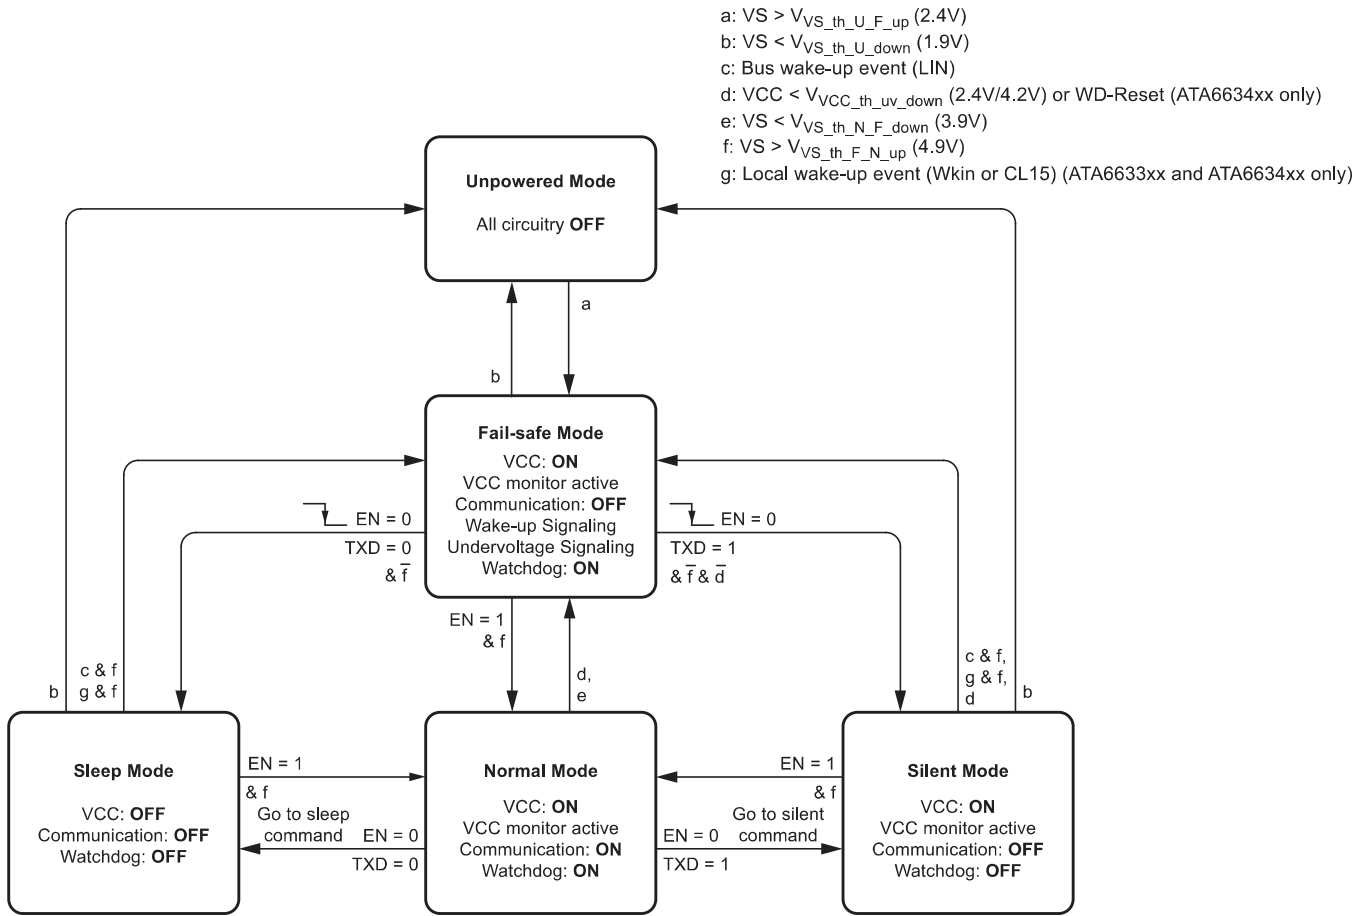 a: VS > V_VS_th_U_F_up (2.4V)
b: VS < V_VS_th_U_down (1.9V)
c: Bus wake-up event (LIN)
d: VCC < V_VCC_th_uv_down (2.4V/4.2V) or WD-Reset (ATA6634xx only)
e: VS < V_VS_th_N_F_down (3.9V)
f: VS > V_VS_th_F_N_up (4.9V)
g: Local wake-up event (Wkin or CL15) (ATA6633xx and ATA6634xx only)
Unpowered Mode
All circuitry OFF
a
b
Fail-safe Mode
VCC: ON
VCC monitor active
Communication: OFF
Wake-up Signaling
Undervoltage Signaling
Watchdog: ON
EN = 0
TXD = 0
& f̅
EN = 0
TXD = 1
& f̅ & d̅
EN = 1
& f
d,
e
b
c & f
g & f
c & f,
g & f,
d
b
Sleep Mode
VCC: OFF
Communication: OFF
Watchdog: OFF
EN = 1
& f
Go to sleep
command
EN = 0
TXD = 0
Normal Mode
VCC: ON
VCC monitor active
Communication: ON
Watchdog: ON
EN = 1
& f
EN = 0
TXD = 1
Go to silent
command
Silent Mode
VCC: ON
VCC monitor active
Communication: OFF
Watchdog: OFF